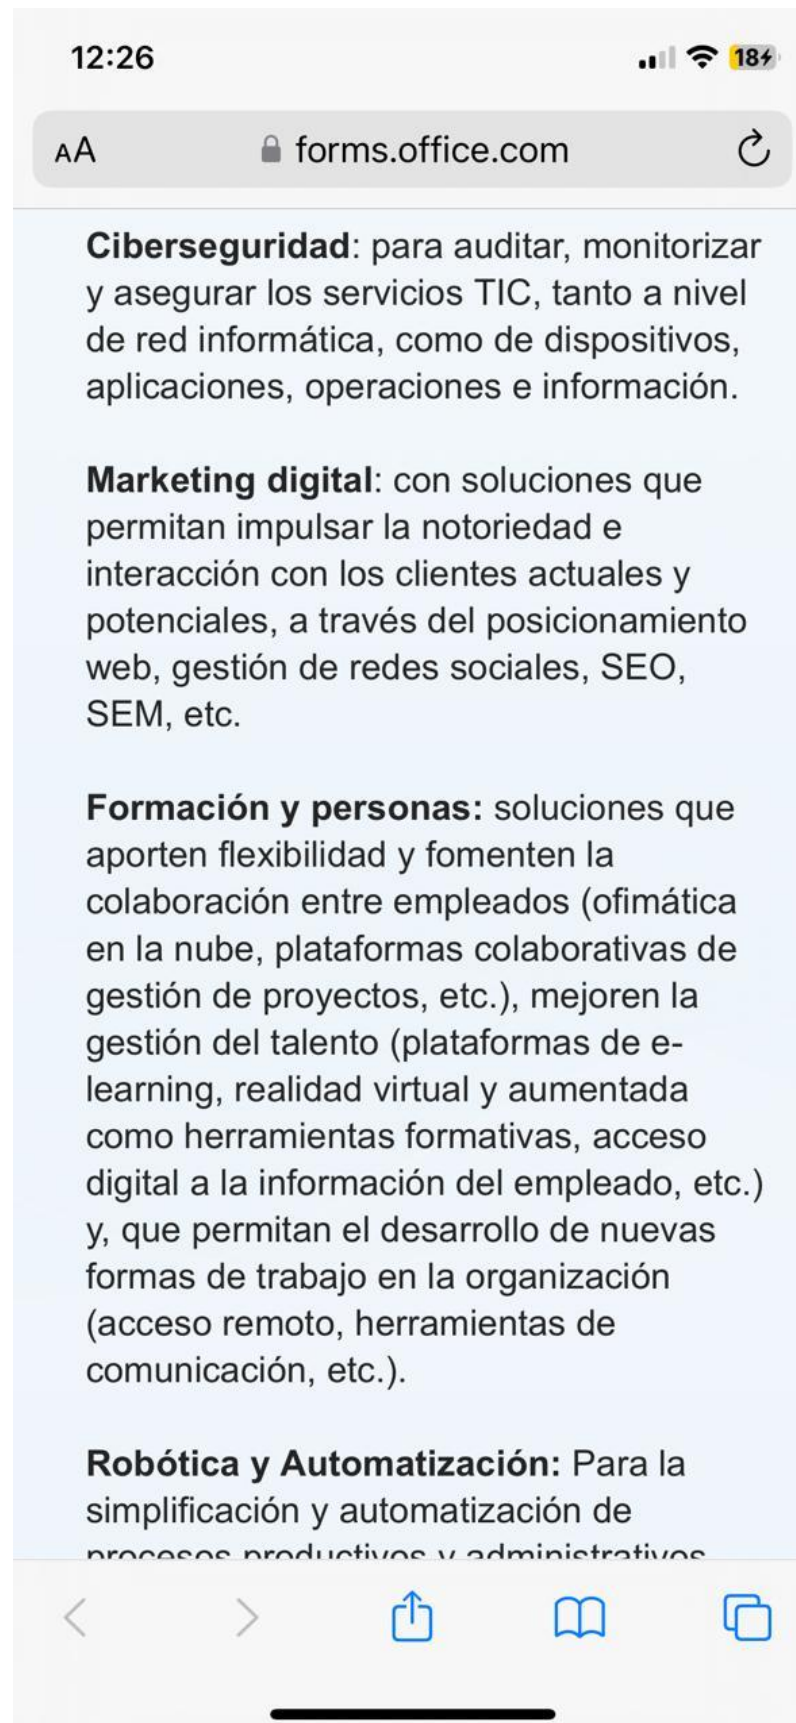 12:26
18
AA
forms.office.com
Ciberseguridad: para auditar, monitorizar
y asegurar los servicios TIC, tanto a nivel
de red informática, como de dispositivos,
aplicaciones, operaciones e información.
Marketing digital: con soluciones que
permitan impulsar la notoriedad e
interacción con los clientes actuales y
potenciales, a través del posicionamiento
web, gestión de redes sociales, SEO,
SEM, etc.
Formación y personas: soluciones que
aporten flexibilidad y fomenten la
colaboración entre empleados (ofimática
en la nube, plataformas colaborativas de
gestión de proyectos, etc.), mejoren la
gestión del talento (plataformas de e-
learning, realidad virtual y aumentada
como herramientas formativas, acceso
digital a la información del empleado, etc.)
y, que permitan el desarrollo de nuevas
formas de trabajo en la organización
(acceso remoto, herramientas de
comunicación, etc.).
Robótica y Automatización: Para la
simplificación y automatización de
procesos productivos y administrativos